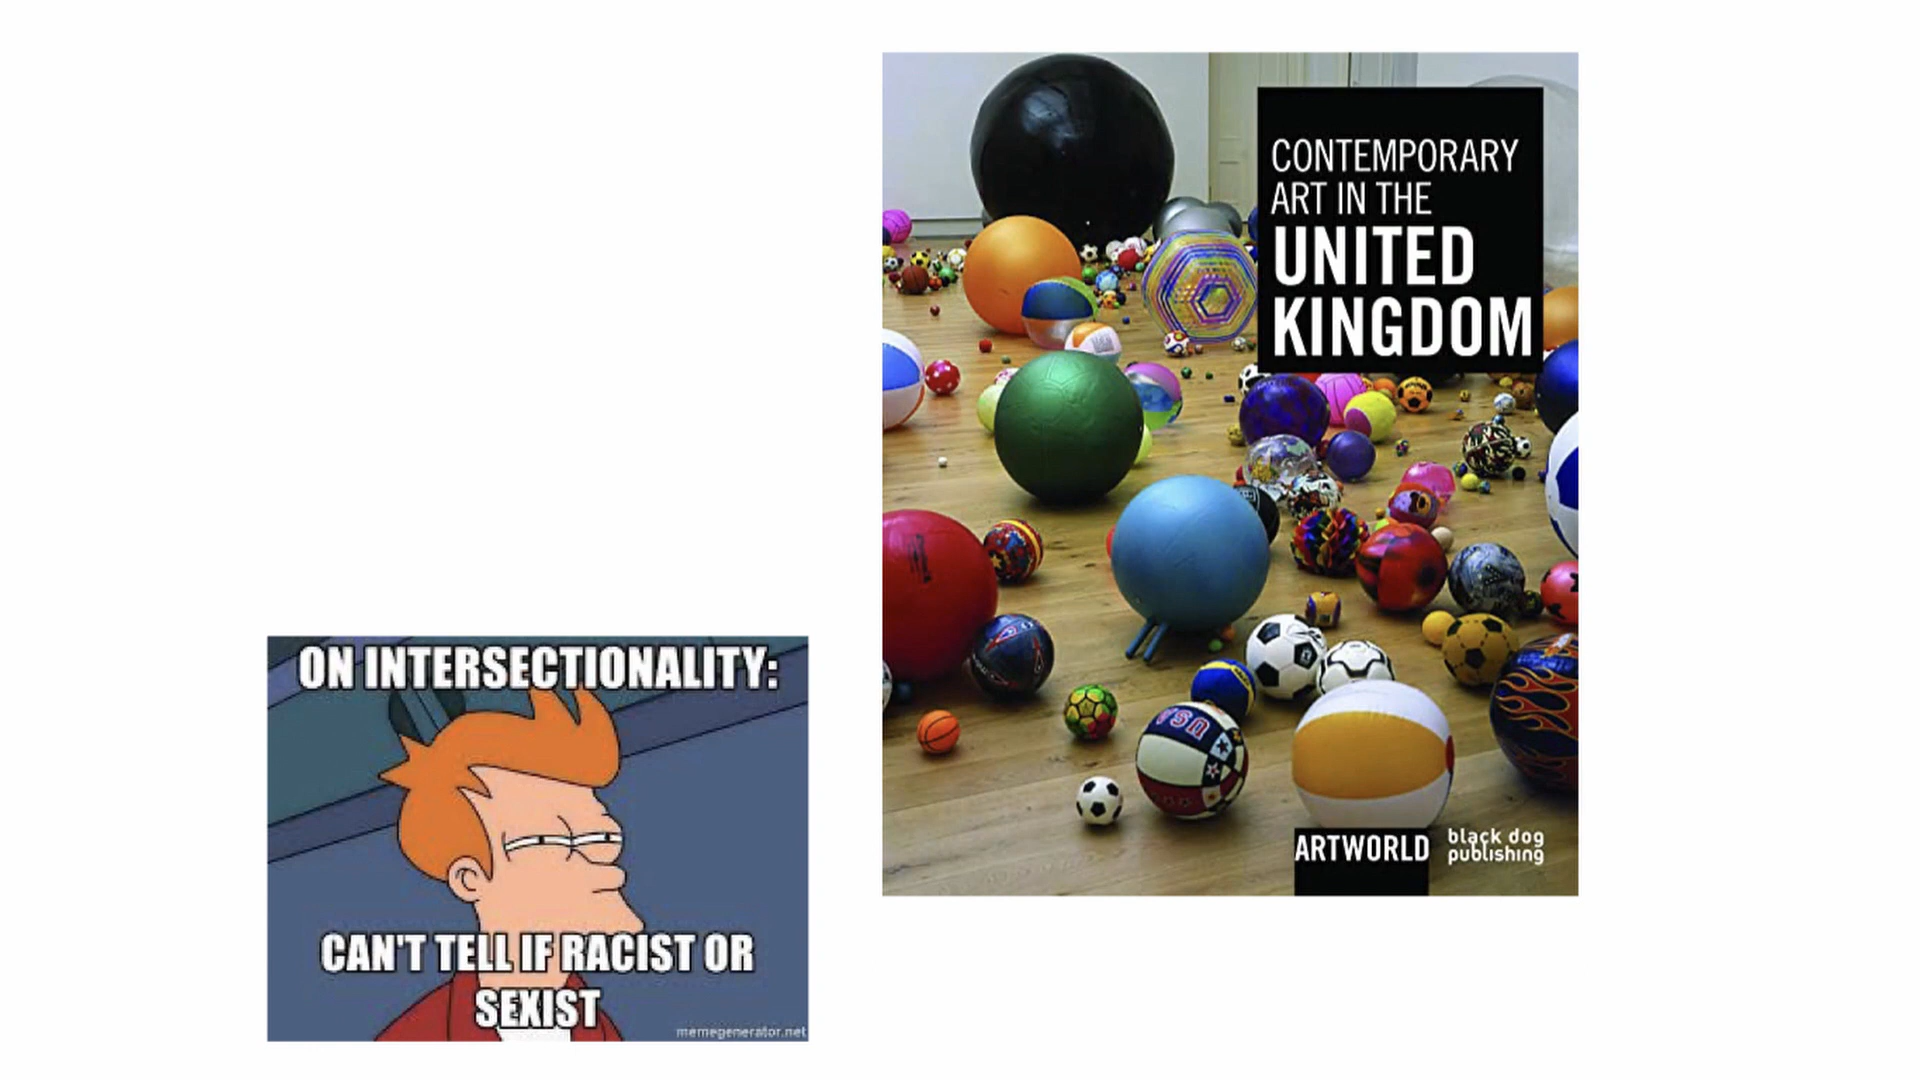 CONTEMPORARY
ART IN THE
UNITED
KINGDOM
USA
ARTWORLD
black dog
publishing
ON INTERSECTIONALITY:
CAN'T TELL IF RACIST OR
SEXIST
memegenerator.net